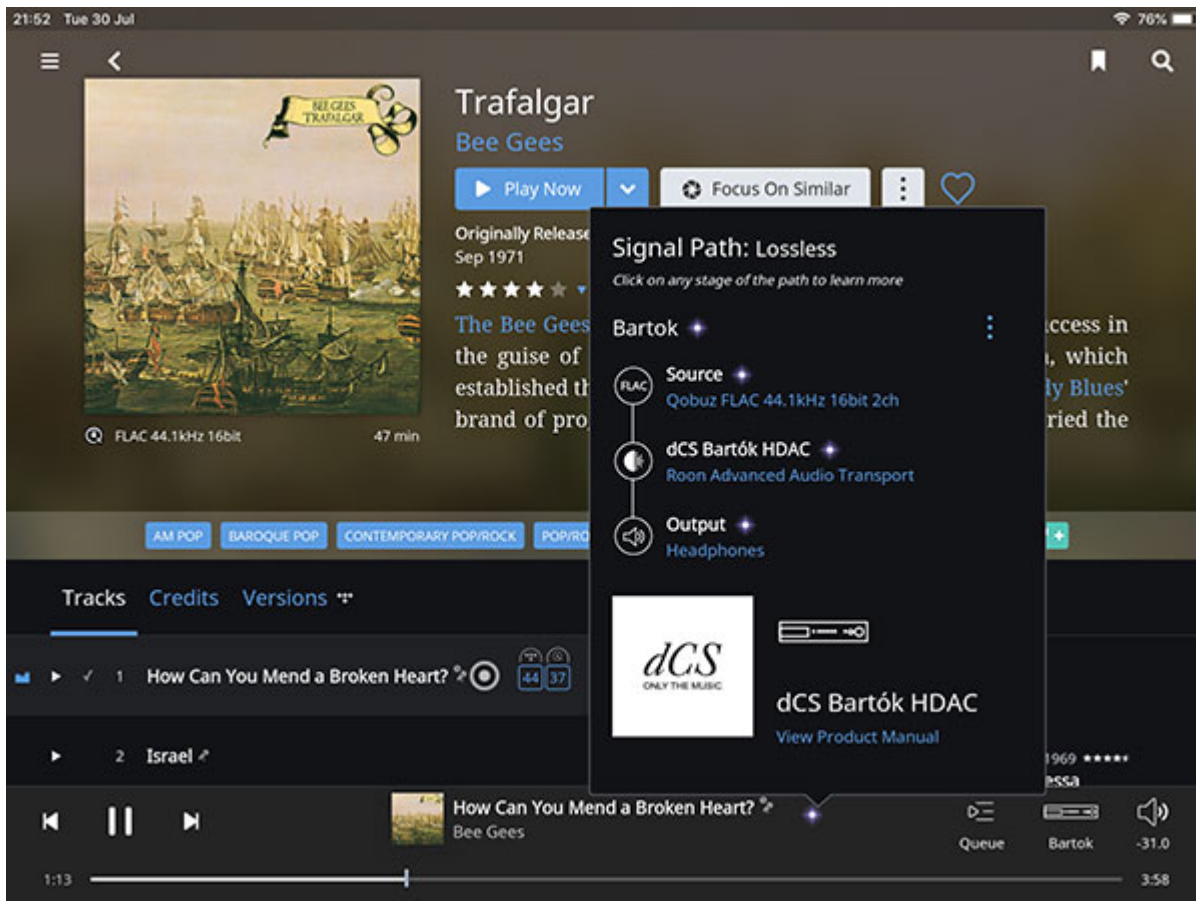 21:52 Tue 30 Jul
76%
BEE GEES
TRAFALGAR
Trafalgar
Bee Gees
Play Now
Focus On Similar
Originally Release
Sep 1971
The Bee Gees
ccess in
the guise of
, which
established th
dy Blues'
brand of pro
ried the
FLAC 44.1kHz 16bit
47 min
Signal Path: Lossless
Click on any stage of the path to learn more
Bartok
FLAC
Source
Qobuz FLAC 44.1kHz 16bit 2ch
dCS Bartók HDAC
Roon Advanced Audio Transport
Output
Headphones
dCS
ONLY THE MUSIC
dCS Bartók HDAC
View Product Manual
AM POP
BAROQUE POP
CONTEMPORARY POP/ROCK
POP/RO
Tracks Credits Versions
1 How Can You Mend a Broken Heart? 44 37
2 Israel
1969
essa
How Can You Mend a Broken Heart?
Bee Gees
Queue
Bartok
-31.0
1:13
3:58